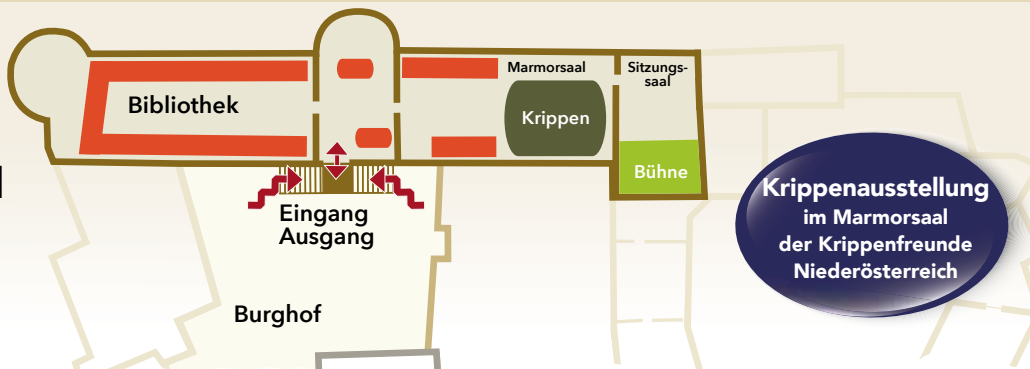 Bibliothek
Marmorsaal
Krippen
Sitzungs-
saal
Bühne
Eingang
Ausgang
Burghof
Krippenausstellung
im Marmorsaal
der Krippenfreunde
Niederösterreich